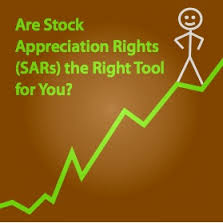 Are Stock
Appreciation Rights
(SARs) the Right Tool
for You?